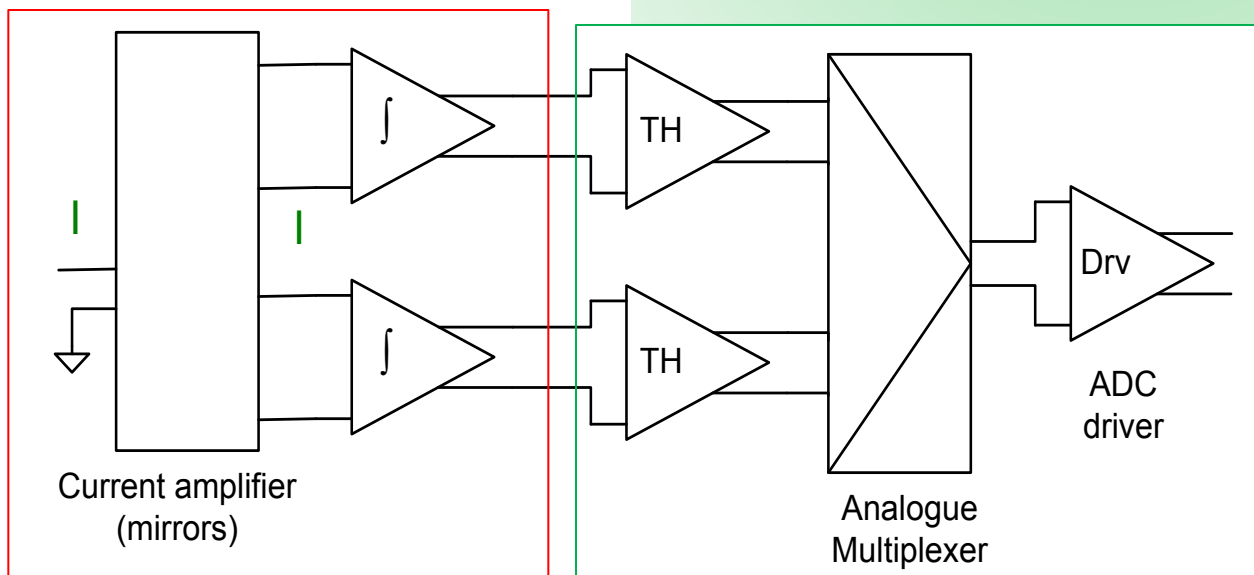 ∫
TH
I
I
Drv
∫
TH
ADC
driver
Current amplifier
(mirrors)
Analogue
Multiplexer